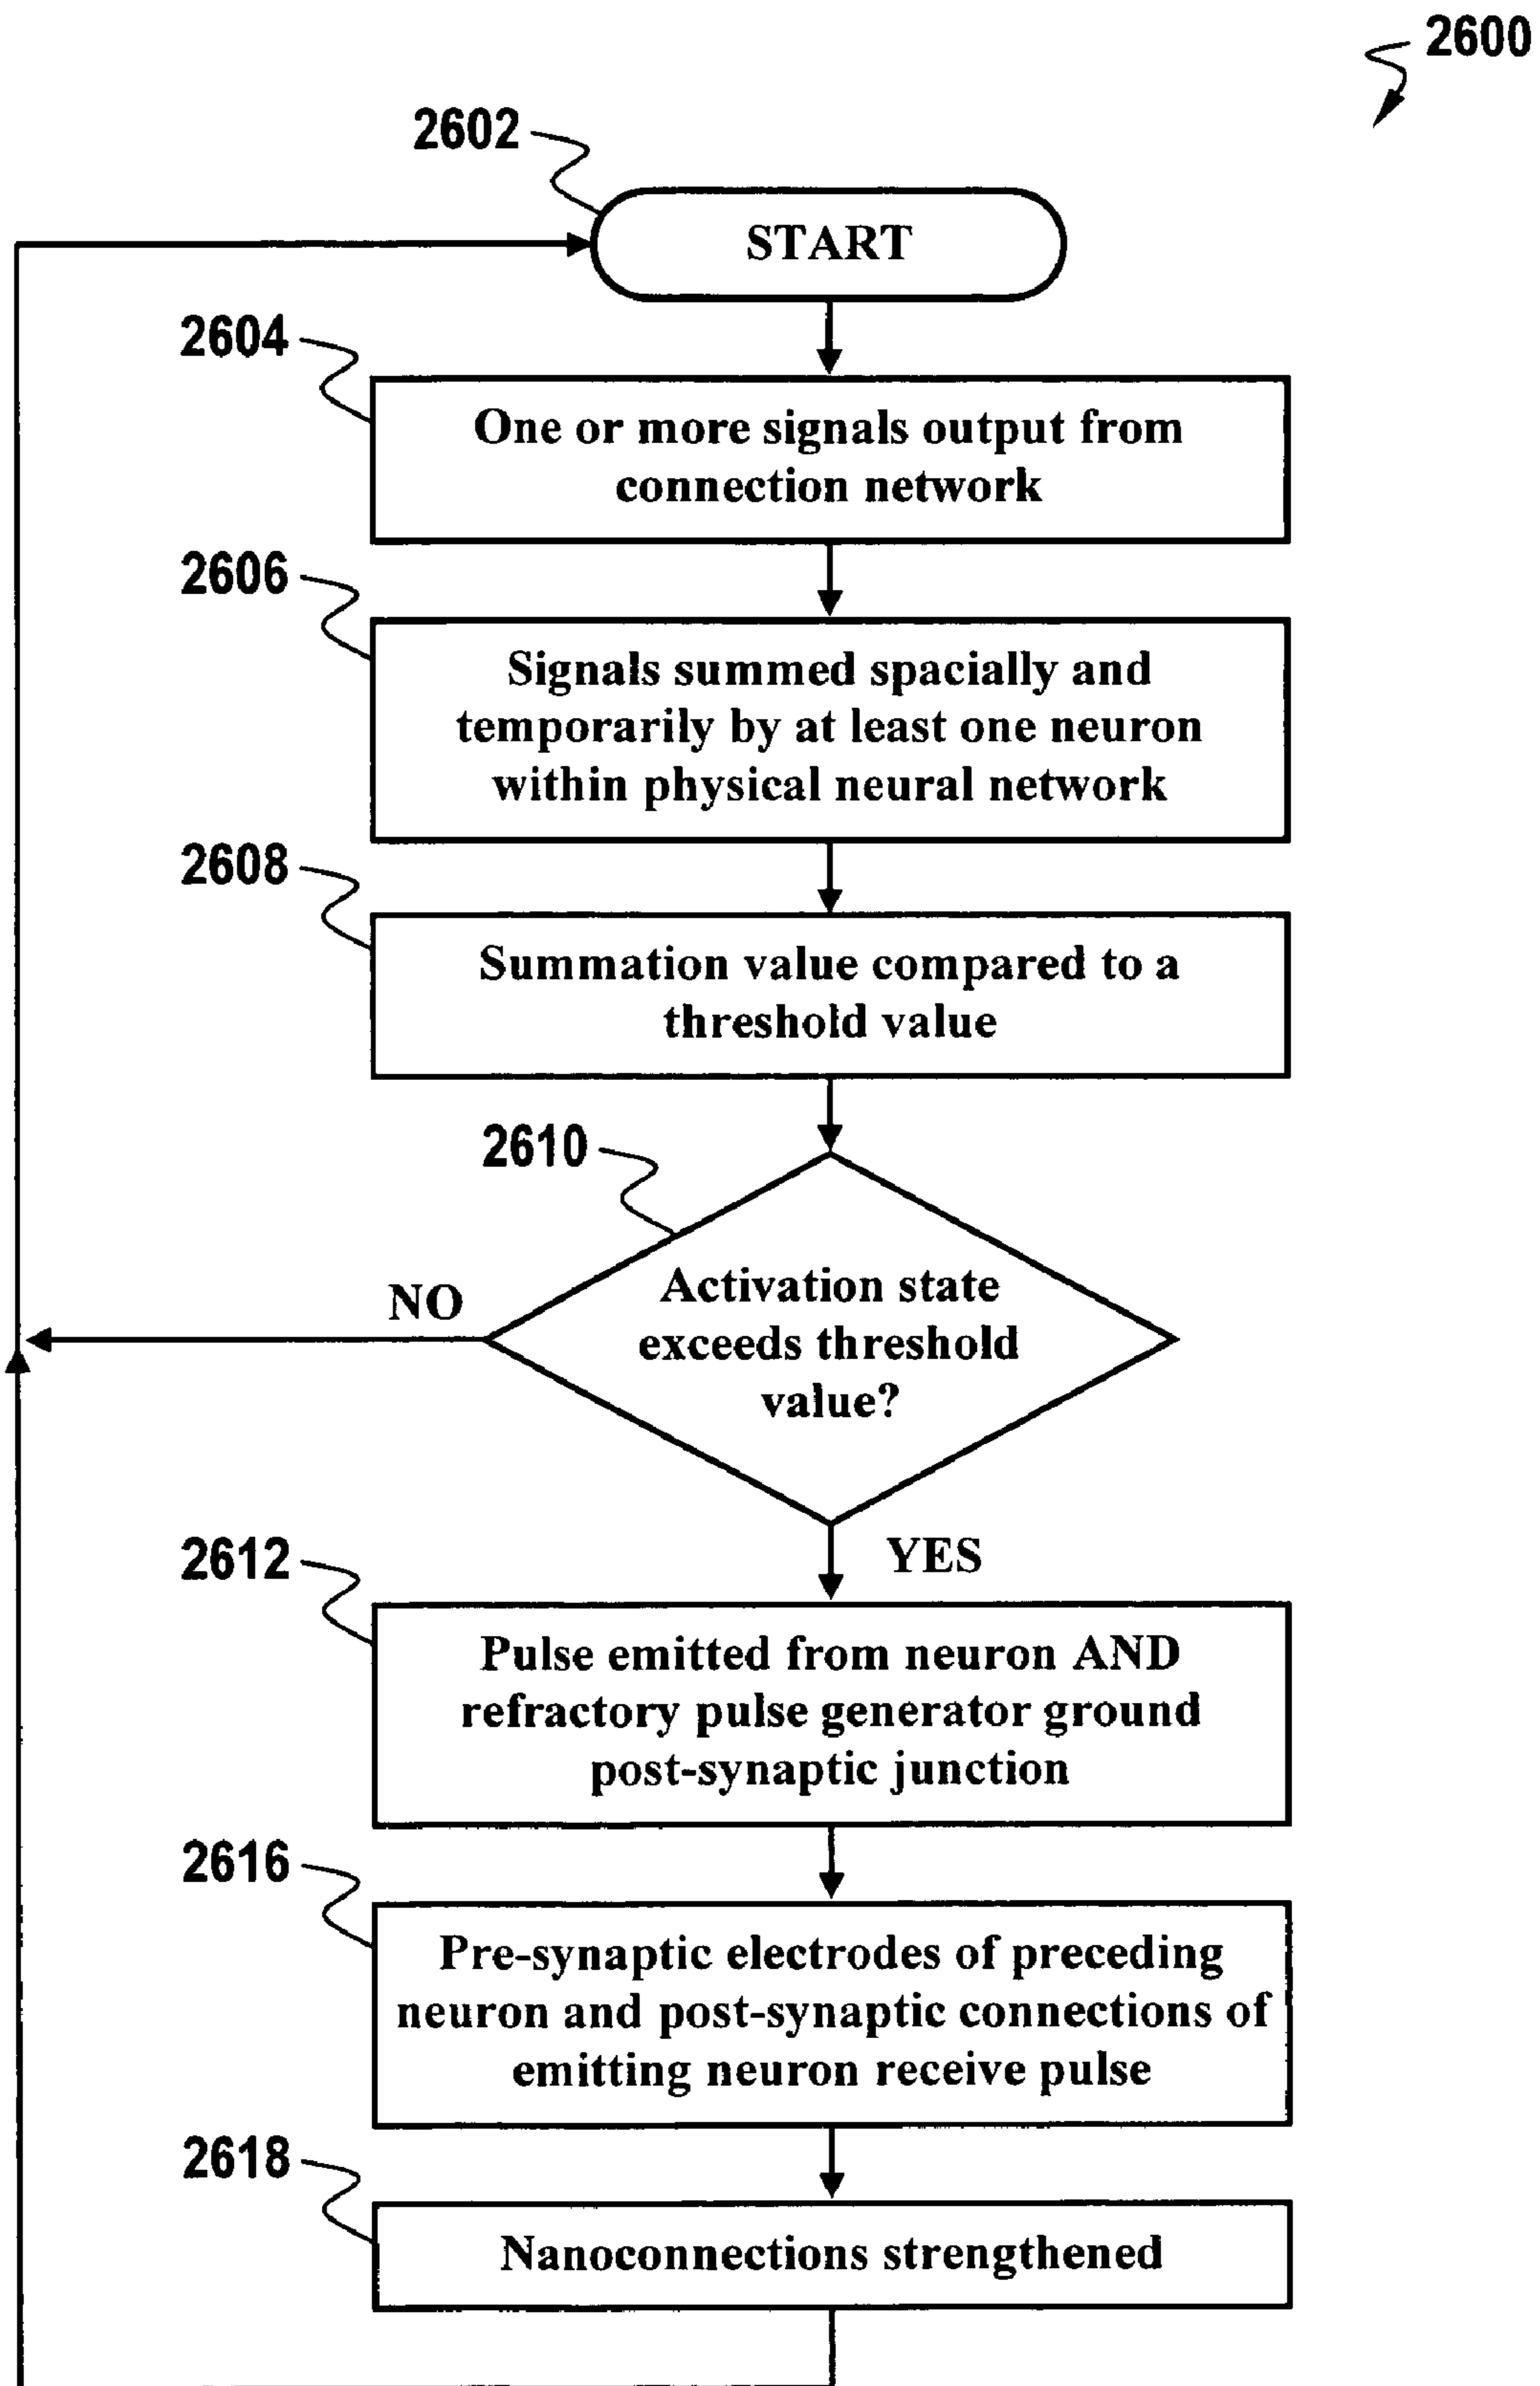 2600
2602
START
2604
One or more signals output from
connection network
2606
Signals summed spacially and
temporarily by at least one neuron
within physical neural network
2608
Summation value compared to a
threshold value
2610
Activation state
exceeds threshold
value?
NO
YES
2612
Pulse emitted from neuron AND
refractory pulse generator ground
post-synaptic junction
2616
Pre-synaptic electrodes of preceding
neuron and post-synaptic connections of
emitting neuron receive pulse
2618
Nanoconnections strengthened